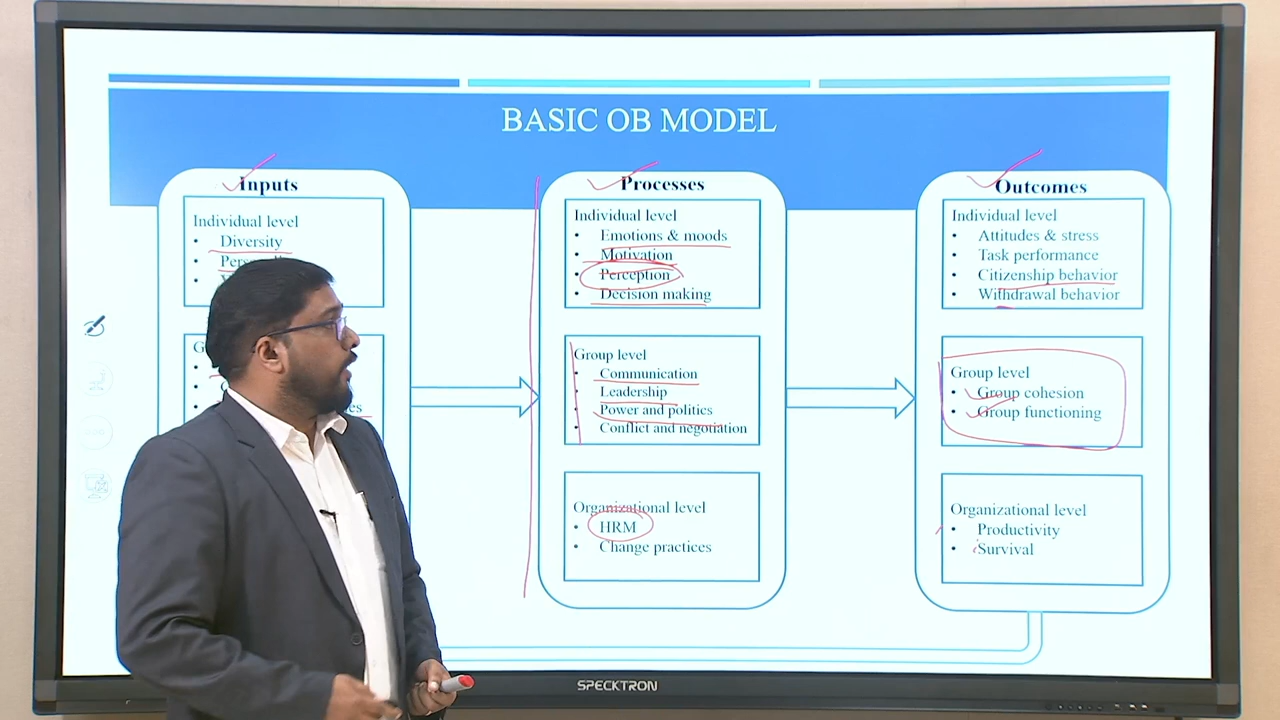 BASIC OB MODEL
Inputs
Individual level
• Diversity
Processes
Individual level
• Emotions & moods
• Motivation
• Perception
• Decision making
Group level
• Communication
• Leadership
• Power and politics
• Conflict and negotiation
Organizational level
• HRM
• Change practices
Outcomes
Individual level
• Attitudes & stress
• Task performance
• Citizenship behavior
• Withdrawal behavior
Group level
• Group cohesion
• Group functioning
Organizational level
• Productivity
• Survival
SPECKTRON